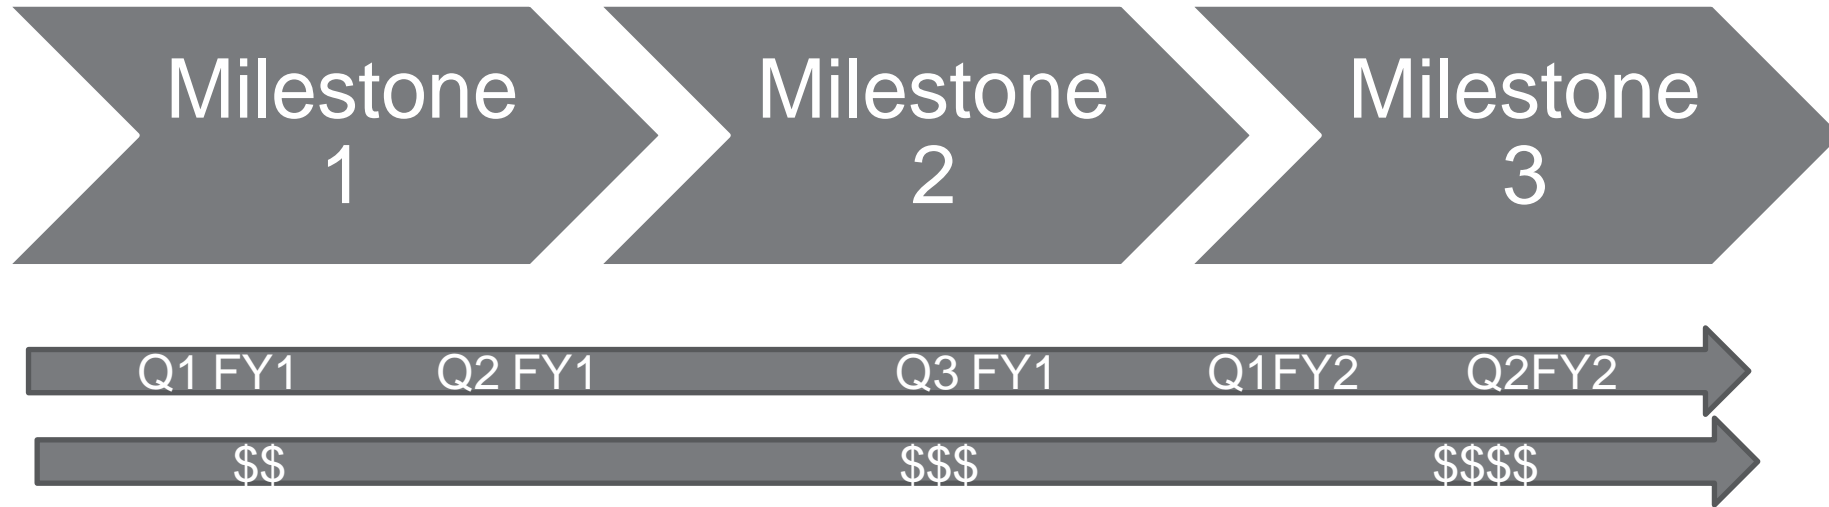 Milestone
1
Milestone
2
Milestone
3
Q1 FY1 Q2 FY1 Q3 FY1 Q1FY2 Q2FY2
$$ $$$ $$$$